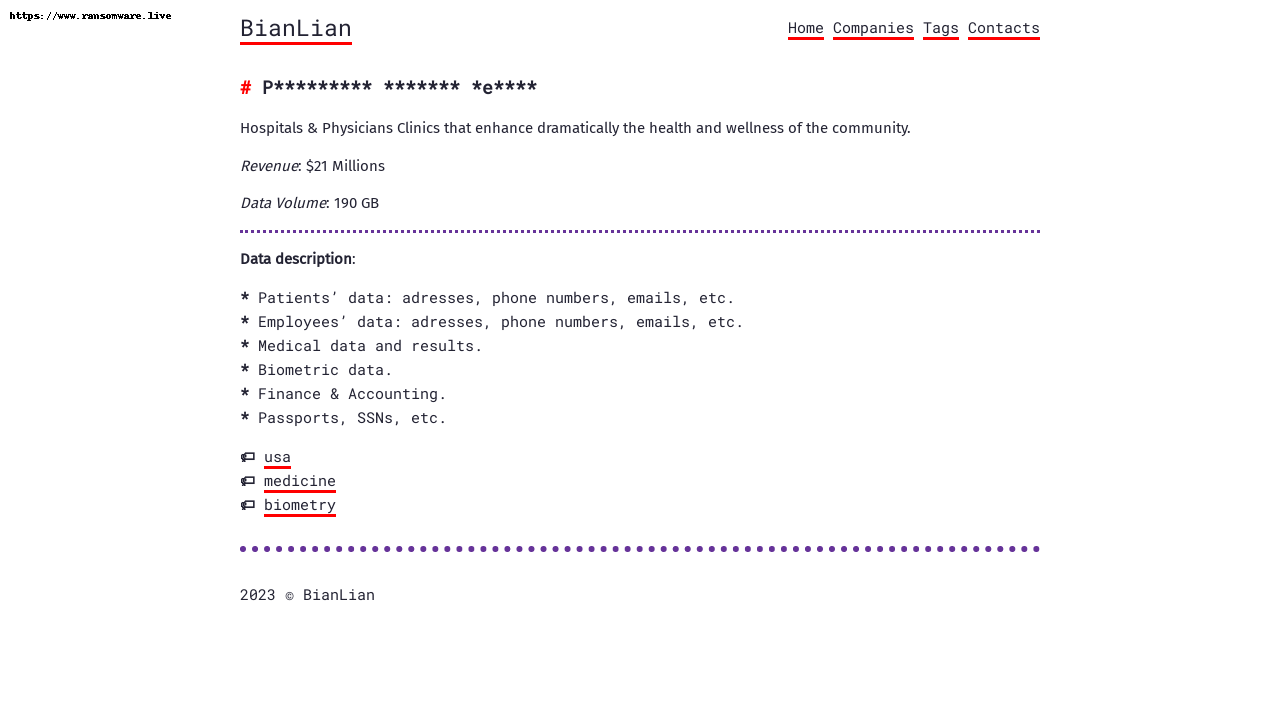 https://www.ransomware.live
BianLian
Home Companies Tags Contacts
# P********* ******* *e****
Hospitals & Physicians Clinics that enhance dramatically the health and wellness of the community.
Revenue: $21 Millions
Data Volume: 190 GB
Data description:
* Patients’ data: adresses, phone numbers, emails, etc.
* Employees’ data: adresses, phone numbers, emails, etc.
* Medical data and results.
* Biometric data.
* Finance & Accounting.
* Passports, SSNs, etc.
usa
medicine
biometry
2023 © BianLian